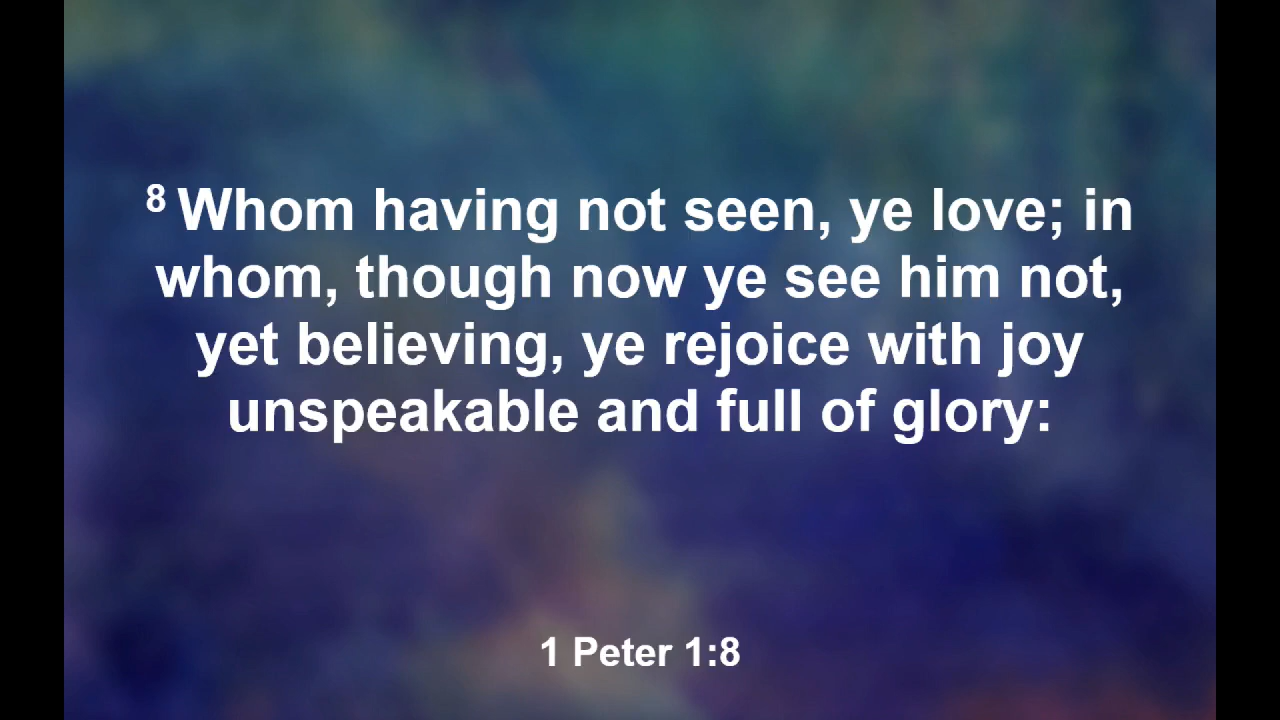 8 Whom having not seen, ye love; in
whom, though now ye see him not,
yet believing, ye rejoice with joy
unspeakable and full of glory:
1 Peter 1:8